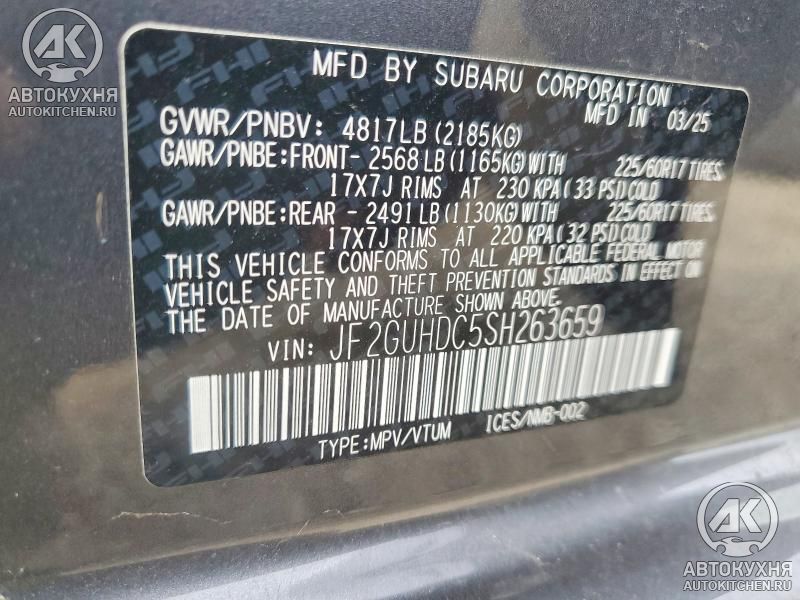 AK
АВТОКУХНЯ
AUTOKITCHEN.RU
FHI
MFD BY SUBARU CORPORATION
MFD IN 03/25
GVWR/PNBV: 4817LB (2185KG)
GAWR/PNBE:FRONT- 2568 LB (1165KG) WITH 225/60R17 TIRES,
17X7J RIMS AT 230 KPA ( 33 PSI) COLD
GAWR/PNBE:REAR - 2491 LB (1130KG) WITH 225/60R17 TIRES,
17X7J RIMS AT 220 KPA ( 32 PSI) COLD
THIS VEHICLE CONFORMS TO ALL APPLICABLE FEDERAL MOTOR
VEHICLE SAFETY AND THEFT PREVENTION STANDARDS IN EFFECT ON
THE DATE OF MANUFACTURE SHOWN ABOVE.
VIN: JF2GUHDC5SH263659
TYPE:MPV/VTUM ICES/NMB-002
AK
АВТОКУХНЯ
AUTOKITCHEN.RU